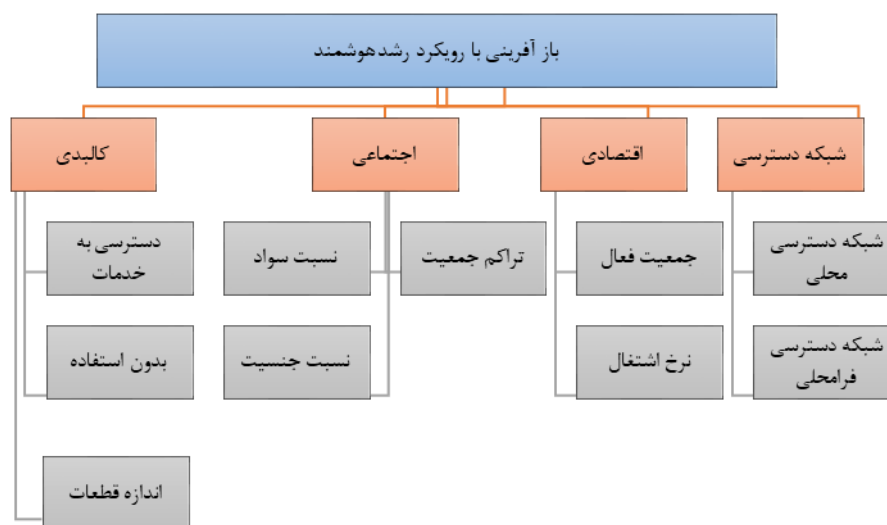 باز آفرینی با رویکرد رشدهوشمند
شبکه دسترسی
اقتصادی
اجتماعی
کالبدی
شبکه دسترسی
محلی
جمعیت فعال
تراکم جمعیت
نسبت سواد
دسترسی به
خدمات
شبکه دسترسی
فرامحلی
نرخ اشتغال
نسبت جنسیت
بدون استفاده
اندازه قطعات